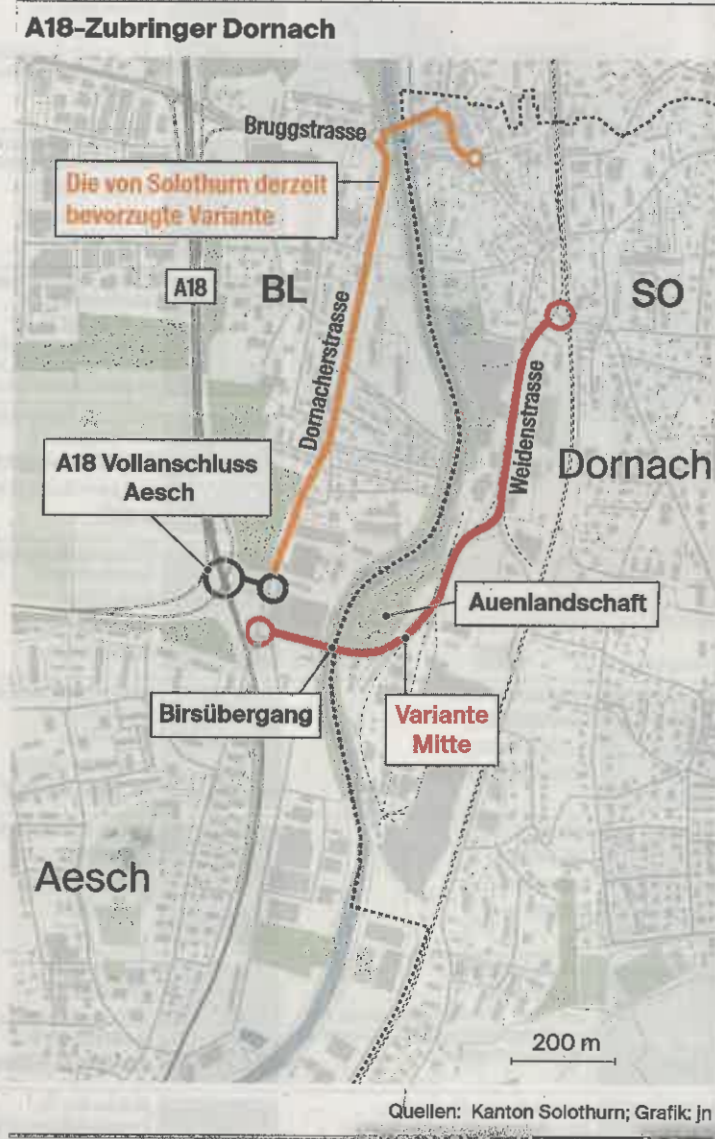 A18-Zubringer Dornach
Bruggstrasse
Die von Solothurn derzeit
bevorzugte Variante
A18
BL
SO
Dornacherstrasse
Weidenstrasse
A18 Vollanschluss
Aesch
Dornach
Auenlandschaft
Birsübergang
Variante
Mitte
Aesch
200 m
Quellen: Kanton Solothurn; Grafik: jn